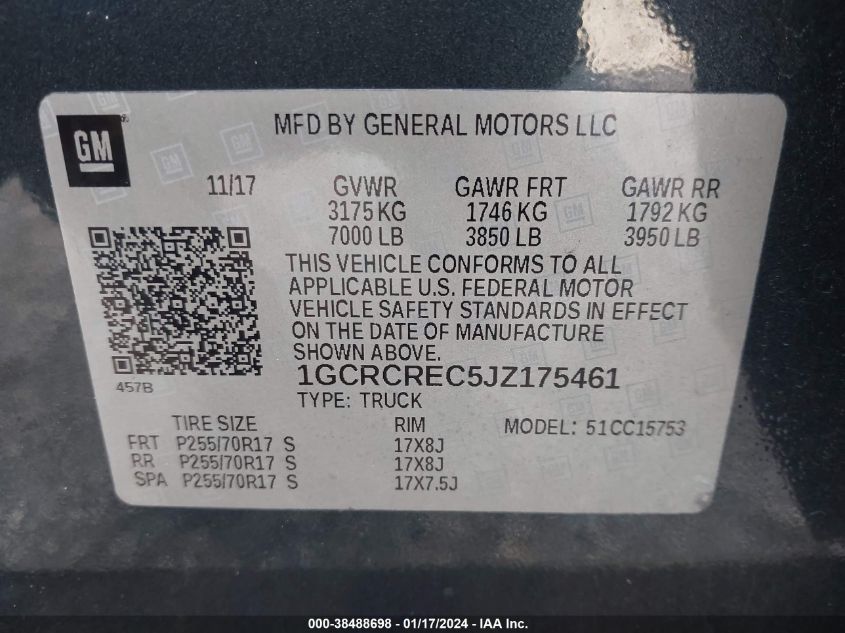 GM
MFD BY GENERAL MOTORS LLC
11/17 GVWR GAWR FRT GAWR RR
3175 KG 1746 KG 1792 KG
7000 LB 3850 LB 3950 LB
THIS VEHICLE CONFORMS TO ALL
APPLICABLE U.S. FEDERAL MOTOR
VEHICLE SAFETY STANDARDS IN EFFECT
ON THE DATE OF MANUFACTURE
SHOWN ABOVE.
457B
1GCRCREC5JZ175461
TYPE: TRUCK
TIRE SIZE RIM MODEL: 51CC15753
FRT P255/70R17 S 17X8J
RR P255/70R17 S 17X8J
SPA P255/70R17 S 17X7.5J
000-38488698 - 01/17/2024 - IAA Inc.